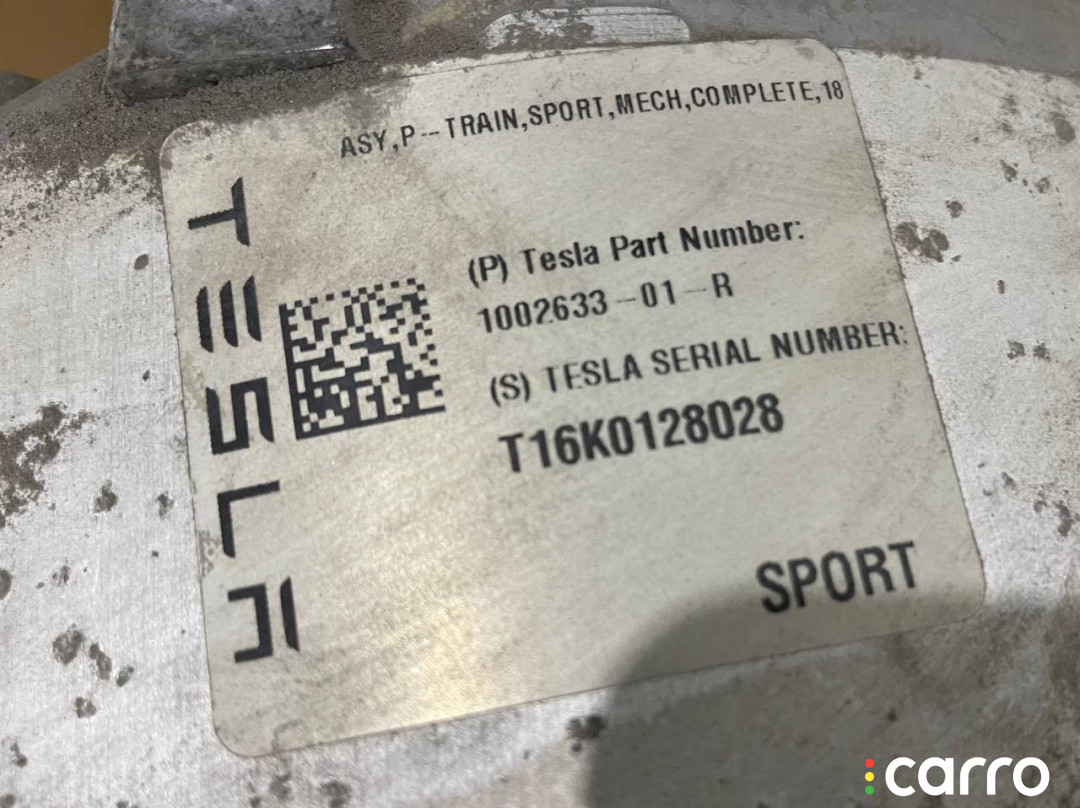 ASY,P--TRAIN,SPORT,MECH,COMPLETE,18
TESLA
(P) Tesla Part Number:
1002633-01-R
(S) TESLA SERIAL NUMBER:
T16K0128028
SPORT
carro